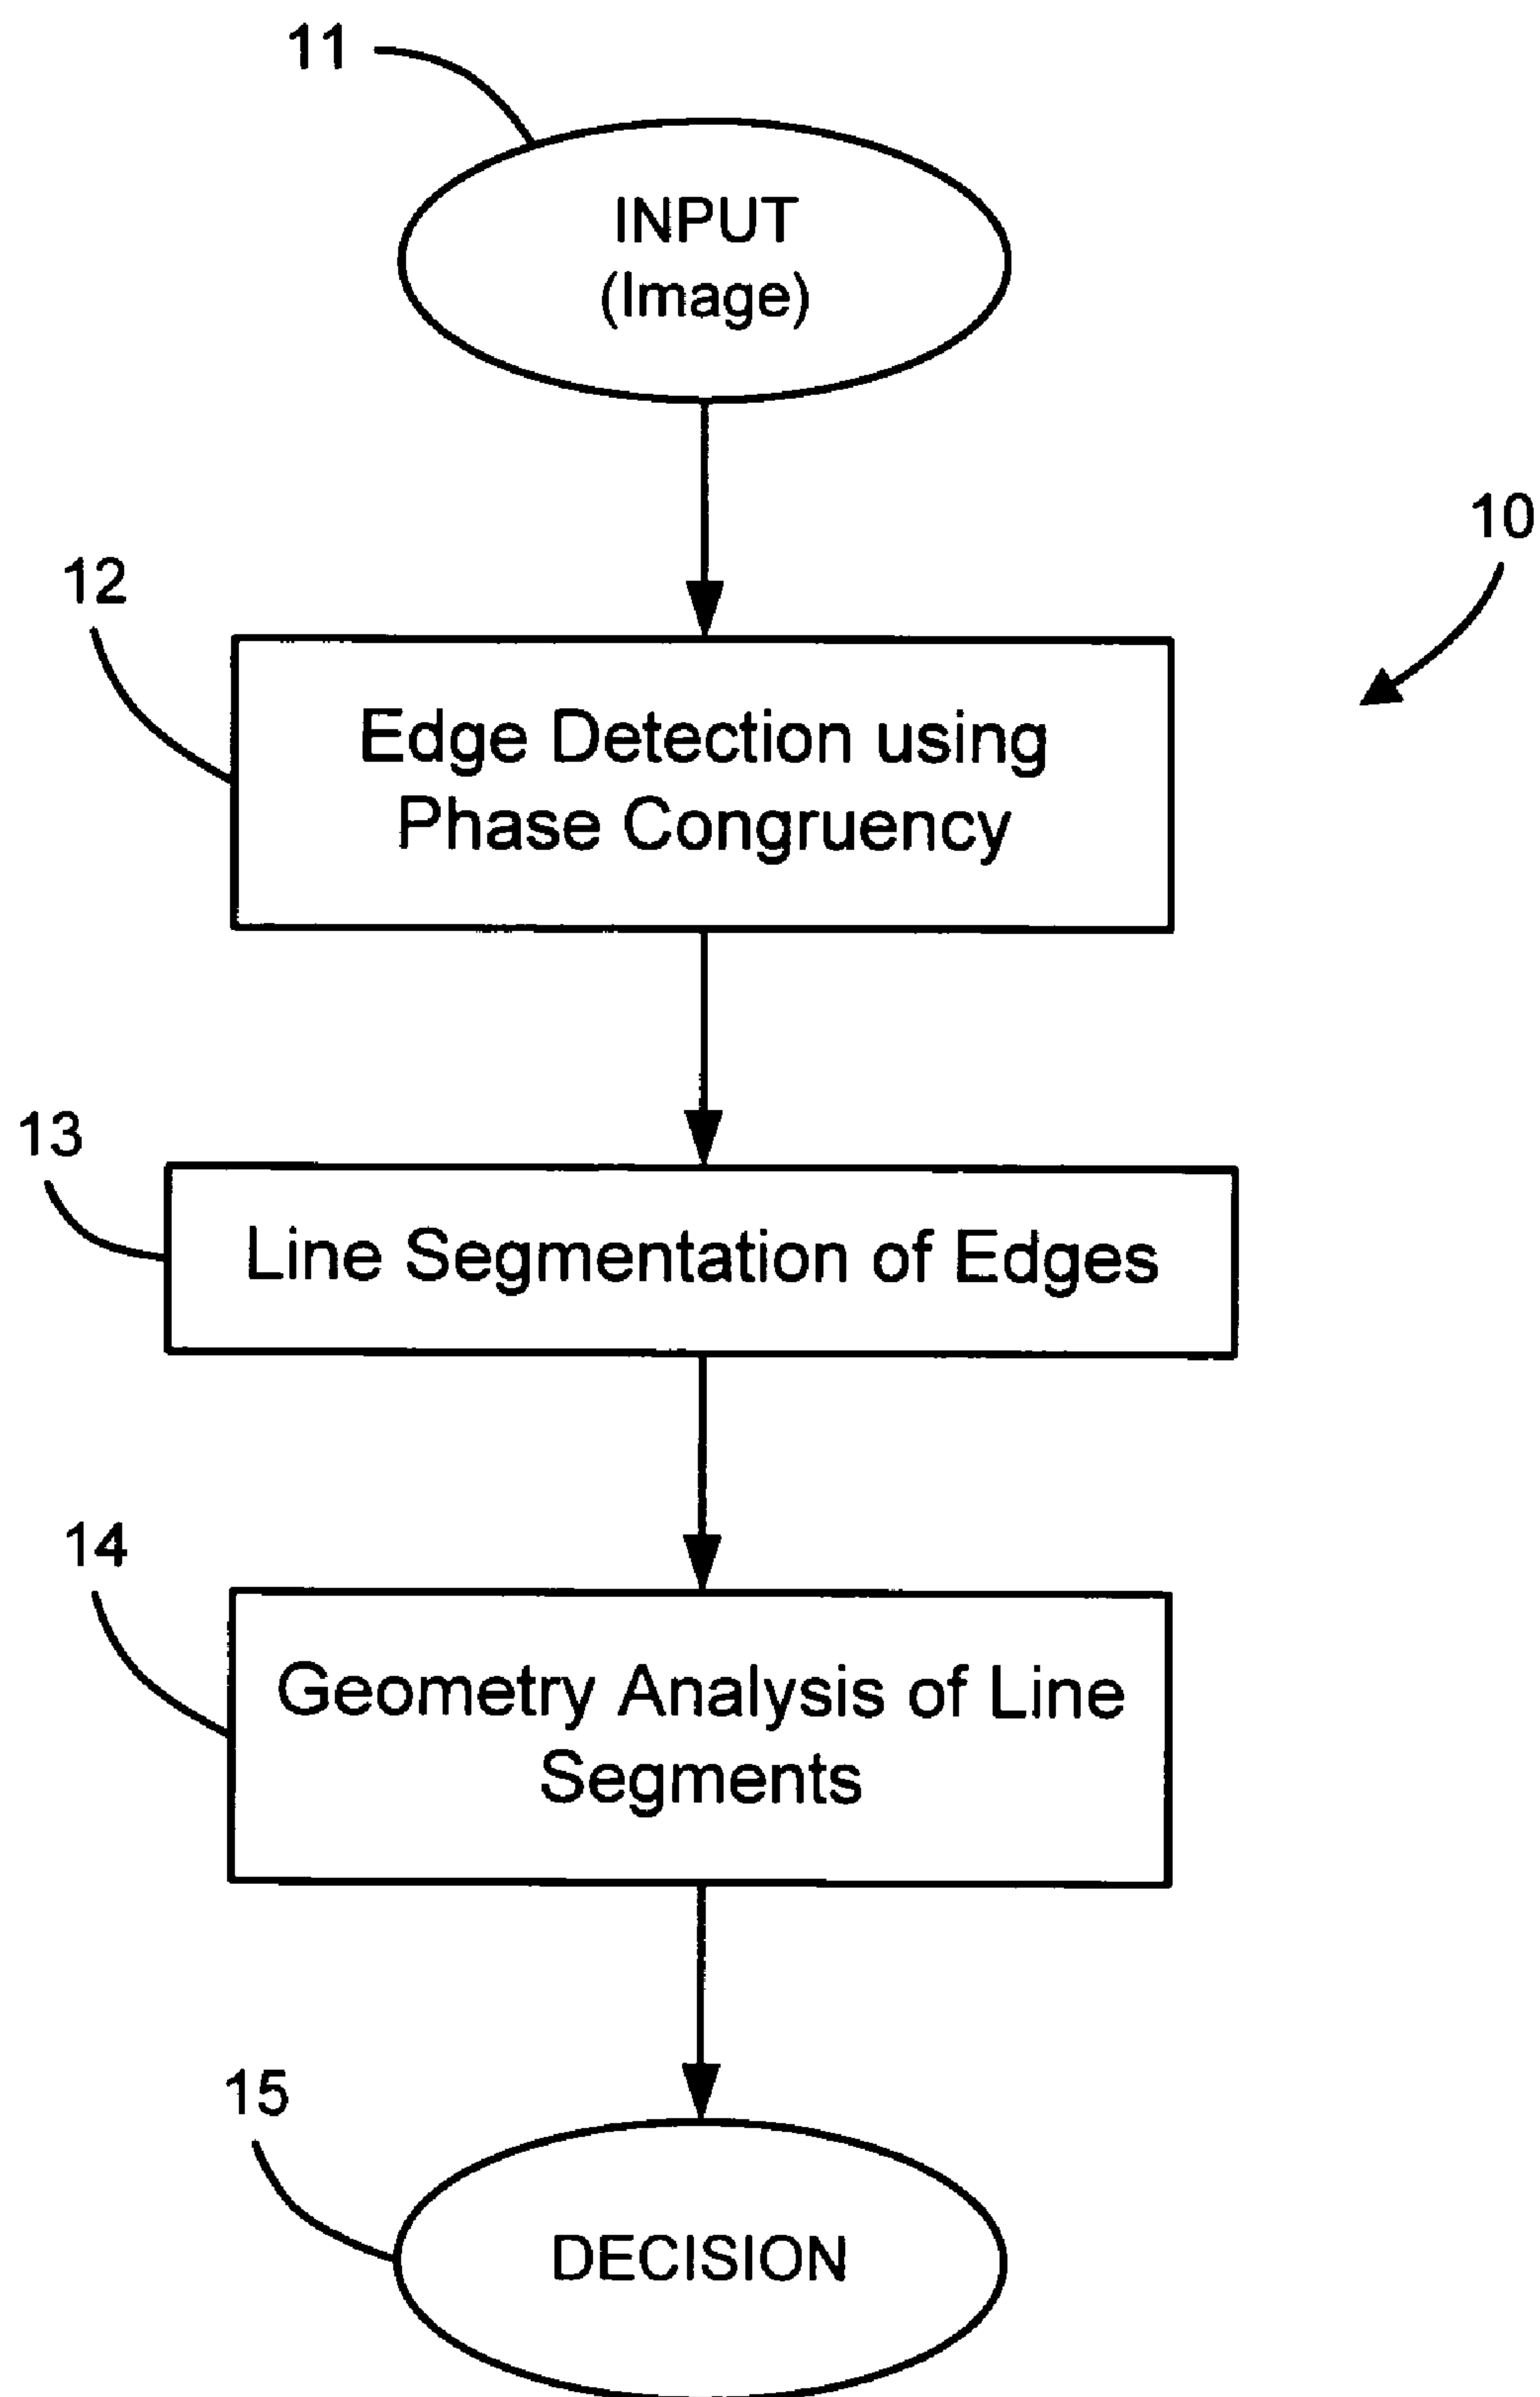 11
INPUT
(Image)
10
12
Edge Detection using
Phase Congruency
13
Line Segmentation of Edges
14
Geometry Analysis of Line
Segments
15
DECISION